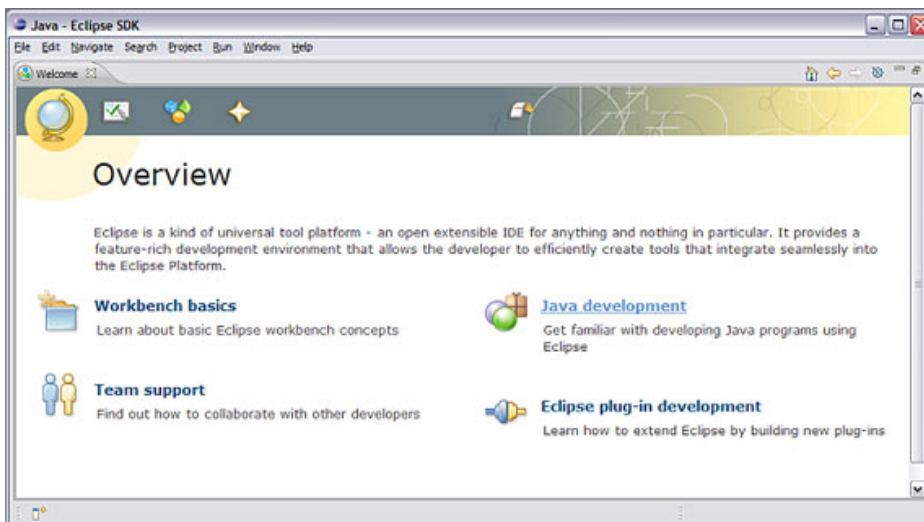 Java - Eclipse SDK
File Edit Navigate Search Project Run Window Help
Welcome
Overview
Eclipse is a kind of universal tool platform - an open extensible IDE for anything and nothing in particular. It provides a
feature-rich development environment that allows the developer to efficiently create tools that integrate seamlessly into
the Eclipse Platform.
Workbench basics
Learn about basic Eclipse workbench concepts
Java development
Get familiar with developing Java programs using
Eclipse
Team support
Find out how to collaborate with other developers
Eclipse plug-in development
Learn how to extend Eclipse by building new plug-ins